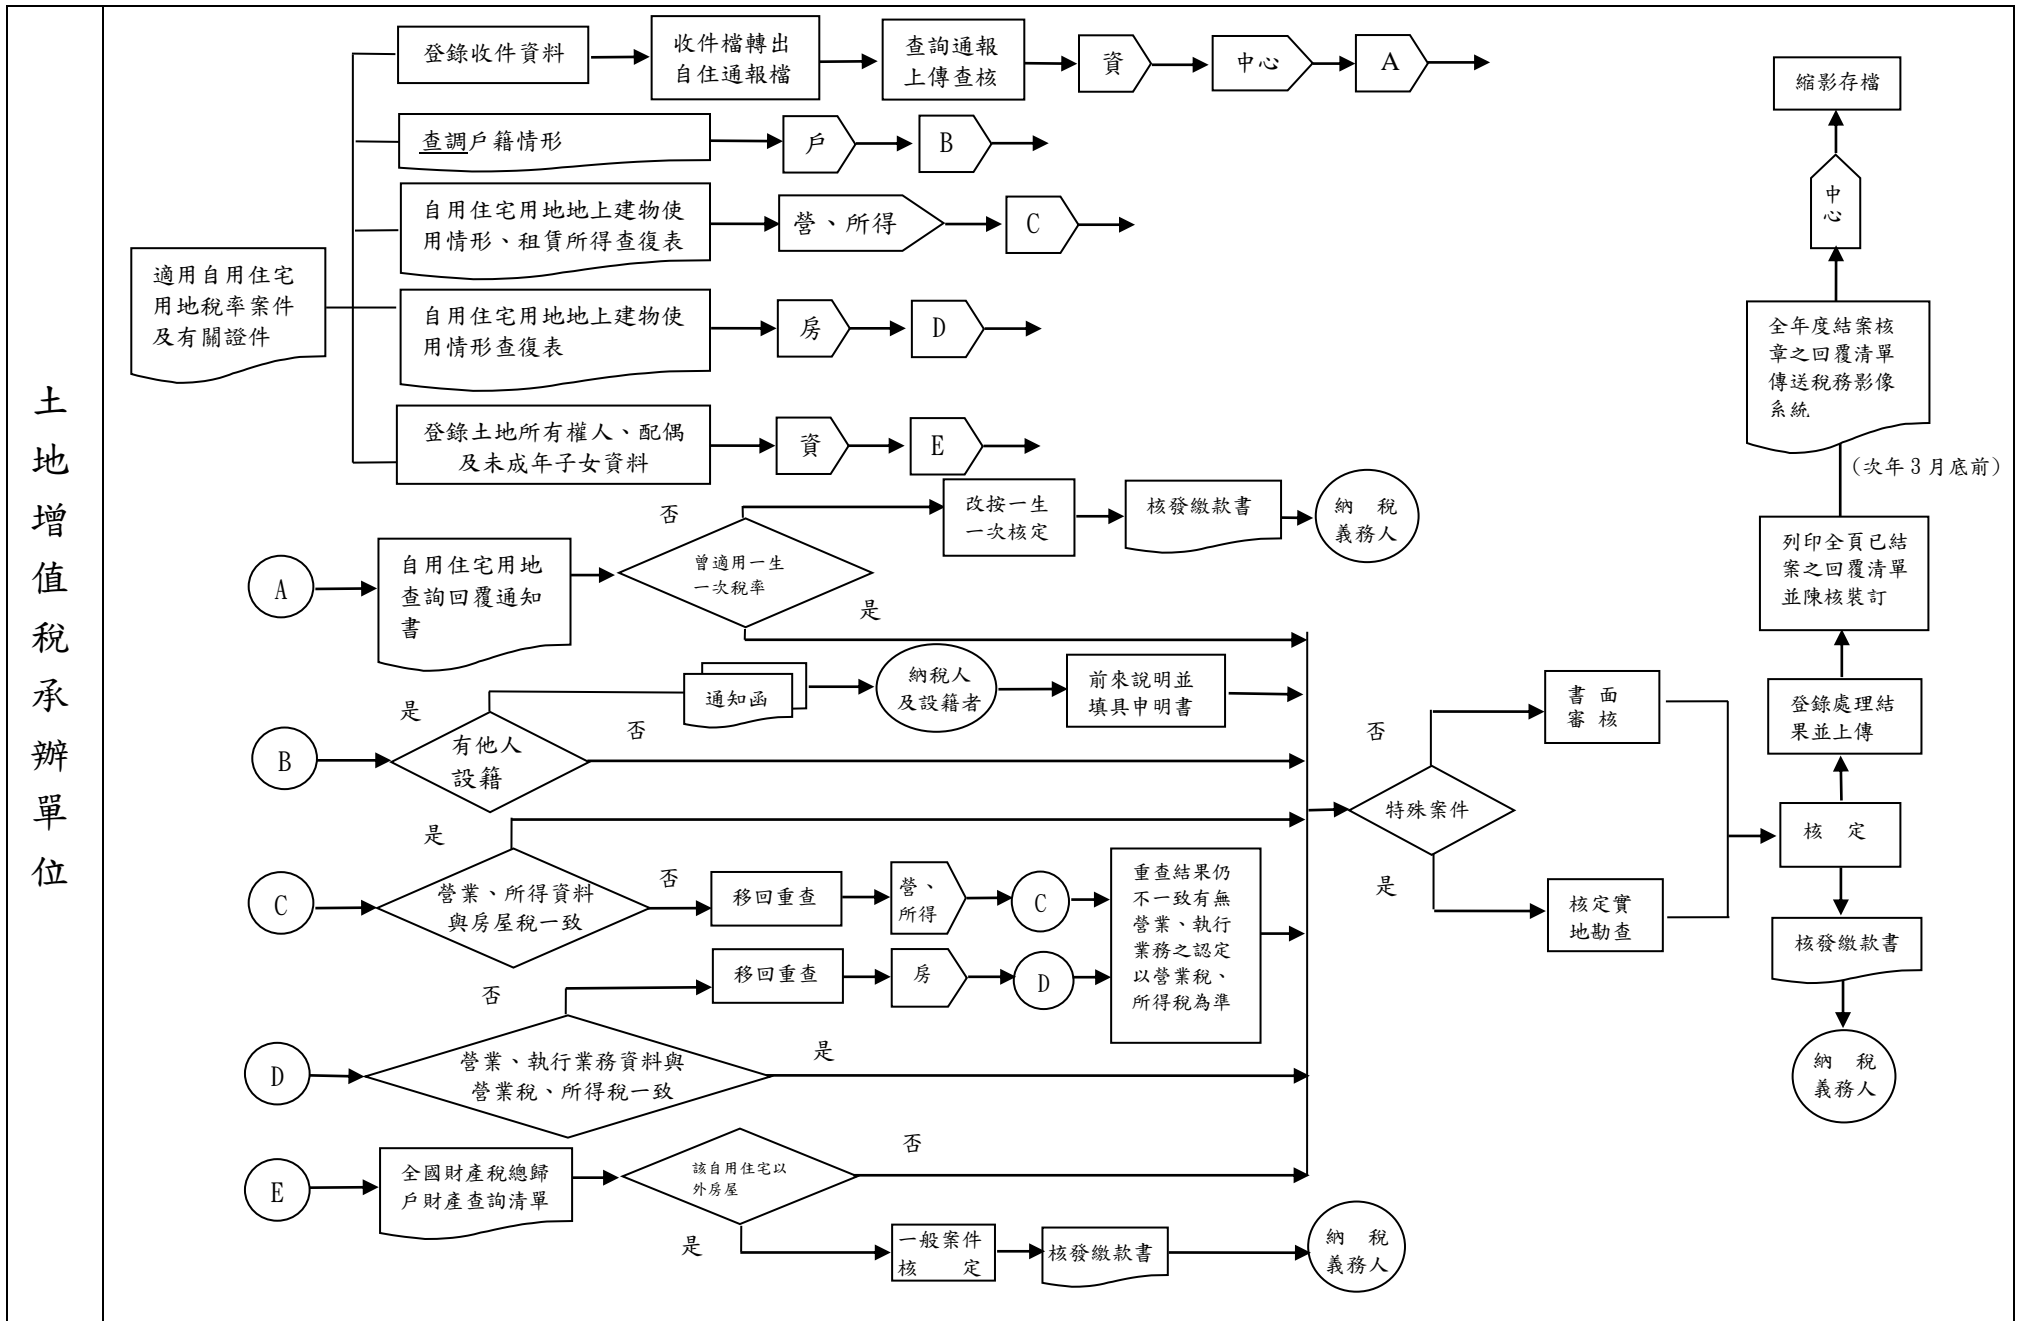 土地增值稅承辦單位
適用自用住宅
用地稅率案件
及有關證件
登錄收件資料
收件檔轉出
自住通報檔
查詢通報
上傳查核
資
中心
A
查調戶籍情形
戶
B
自用住宅用地地上建物使
用情形、租賃所得查復表
營、所得
C
自用住宅用地地上建物使
用情形查復表
房
D
登錄土地所有權人、配偶
及未成年子女資料
資
E
A
自用住宅用地
查詢回覆通知
書
曾適用一生
一次稅率
否
改按一生
一次核定
核發繳款書
納 稅
義務人
是
B
有他人
設籍
是
通知函
納稅人
及設籍者
前來說明並
填具申明書
否
C
營業、所得資料
與房屋稅一致
是
否
移回重查
營、
所得
C
重查結果仍
不一致有無
營業、執行
業務之認定
以營業稅、
所得稅為準
D
營業、執行業務資料與
營業稅、所得稅一致
否
移回重查
房
D
是
E
全國財產稅總歸
戶財產查詢清單
該自用住宅以
外房屋
否
是
一般案件
核 定
核發繳款書
納 稅
義務人
特殊案件
否
書 面
審 核
是
核定實
地勘查
核 定
核發繳款書
納 稅
義務人
登錄處理結
果並上傳
列印全頁已結
案之回覆清單
並陳核裝訂
(次年3月底前)
全年度結案核
章之回覆清單
傳送稅務影像
系統
中
心
縮影存檔